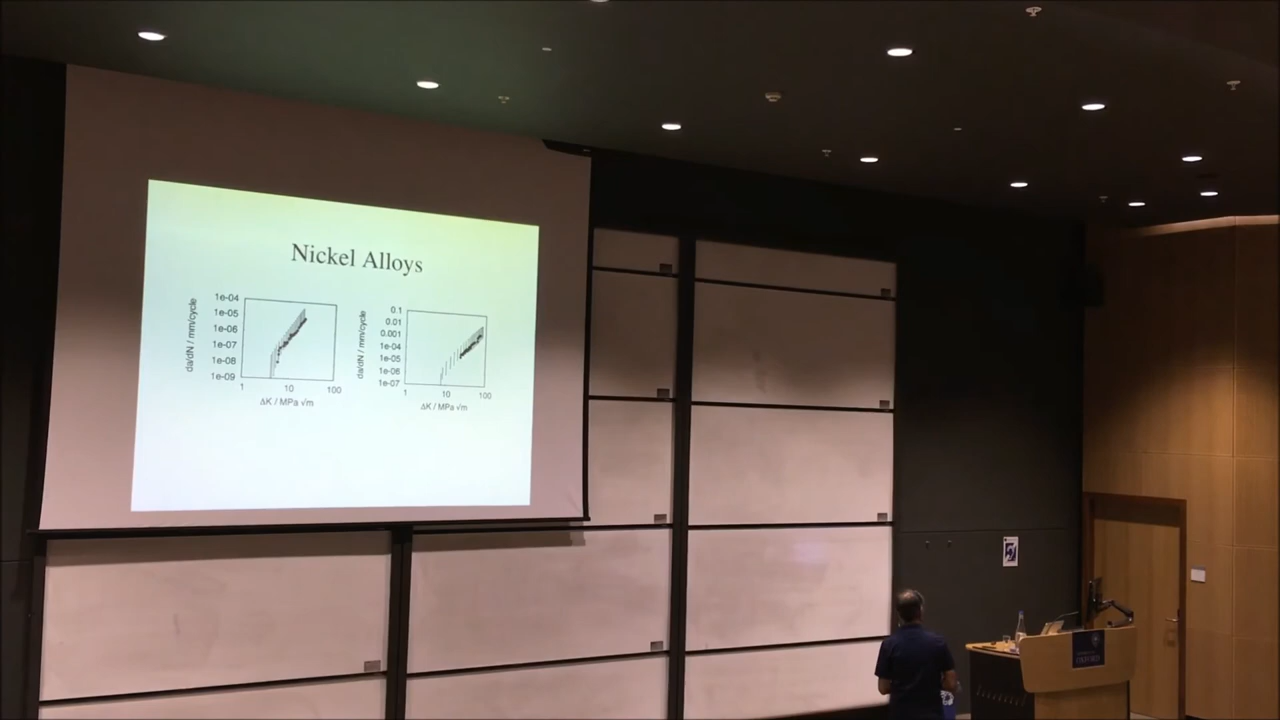 Nickel Alloys
da/dN / mm/cycle
1e-04
1e-05
1e-06
1e-07
1e-08
1e-09
1 10 100
ΔK / MPa √m
da/dN / mm/cycle
0.1
0.01
0.001
1e-04
1e-05
1e-06
1e-07
1 10 100
ΔK / MPa √m
OXFORD